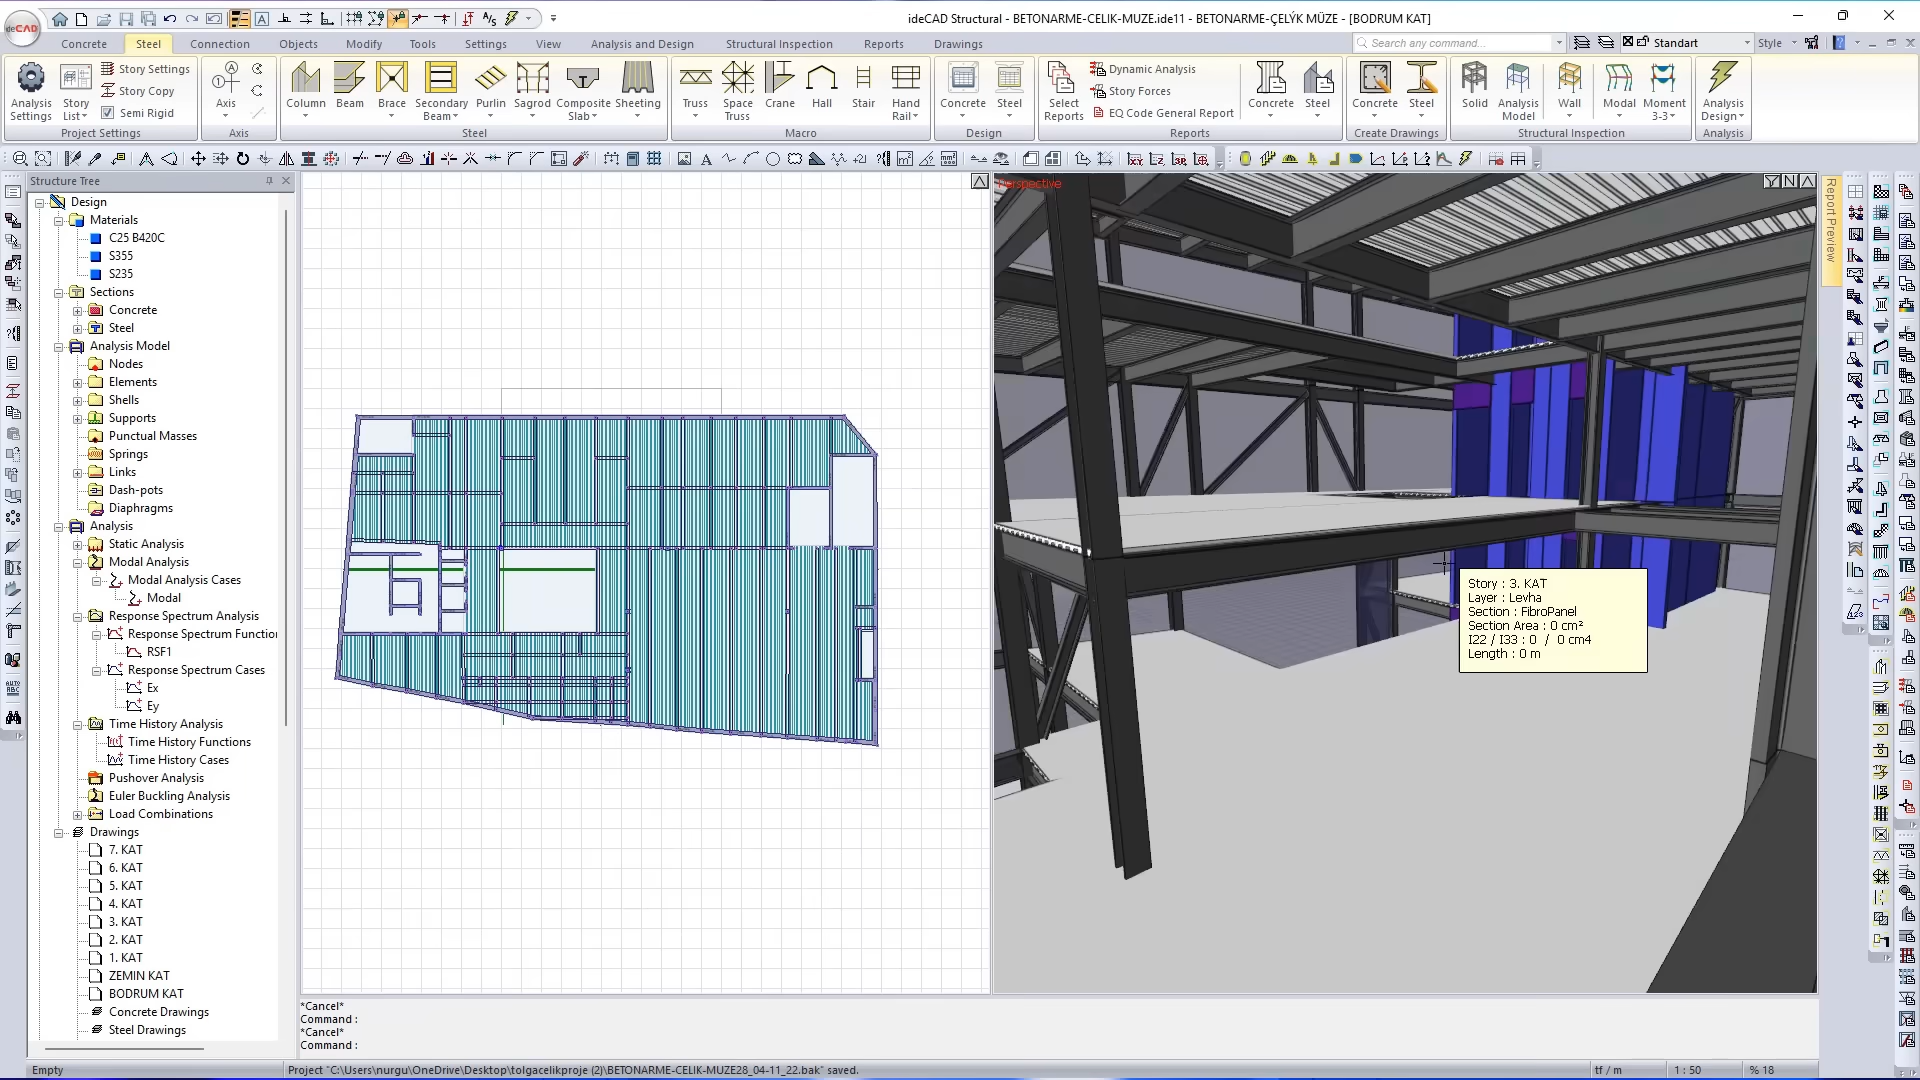 ideCAD Structural - BETONARME-CELIK-MUZE.ide11 - BETONARME-ÇELÝK MÜZE - [BODRUM KAT]
ideCAD
Concrete Steel Connection Objects Modify Tools Settings View Analysis and Design Structural Inspection Reports Drawings
Search any command... Standart Style
Analysis Settings
Story List
Story Settings
Story Copy
Semi Rigid
Project Settings
Axis
Axis
Column Beam Brace Secondary Beam Purlin Sagrod Composite Slab Sheeting
Steel
Truss Space Truss Crane Hall Stair Hand Rail
Macro
Concrete Steel
Design
Select Reports
Dynamic Analysis
Story Forces
EQ Code General Report
Concrete Steel
Reports
Concrete Steel
Create Drawings
Solid Analysis Model Wall Modal Moment 3-3
Structural Inspection
Analysis Design
Analysis
Structure Tree
Design
Materials
C25 B420C
S355
S235
Sections
Concrete
Steel
Analysis Model
Nodes
Elements
Shells
Supports
Punctual Masses
Springs
Links
Dash-pots
Diaphragms
Analysis
Static Analysis
Modal Analysis
Modal Analysis Cases
Modal
Response Spectrum Analysis
Response Spectrum Functio
RSF1
Response Spectrum Cases
Ex
Ey
Time History Analysis
Time History Functions
Time History Cases
Pushover Analysis
Euler Buckling Analysis
Load Combinations
Drawings
7. KAT
6. KAT
5. KAT
4. KAT
3. KAT
2. KAT
1. KAT
ZEMIN KAT
BODRUM KAT
Concrete Drawings
Steel Drawings
Perspective
Report Preview
Story : 3. KAT
Layer : Levha
Section : FibroPanel
Section Area : 0 cm²
I22 / I33 : 0 / 0 cm4
Length : 0 m
*Cancel*
Command :
*Cancel*
Command :
Empty
Project "C:\Users\nurgu\OneDrive\Desktop\tolgacelikproje (2)\BETONARME-CELIK-MUZE28_04-11_22.bak" saved.
tf / m
1 : 50
% 18